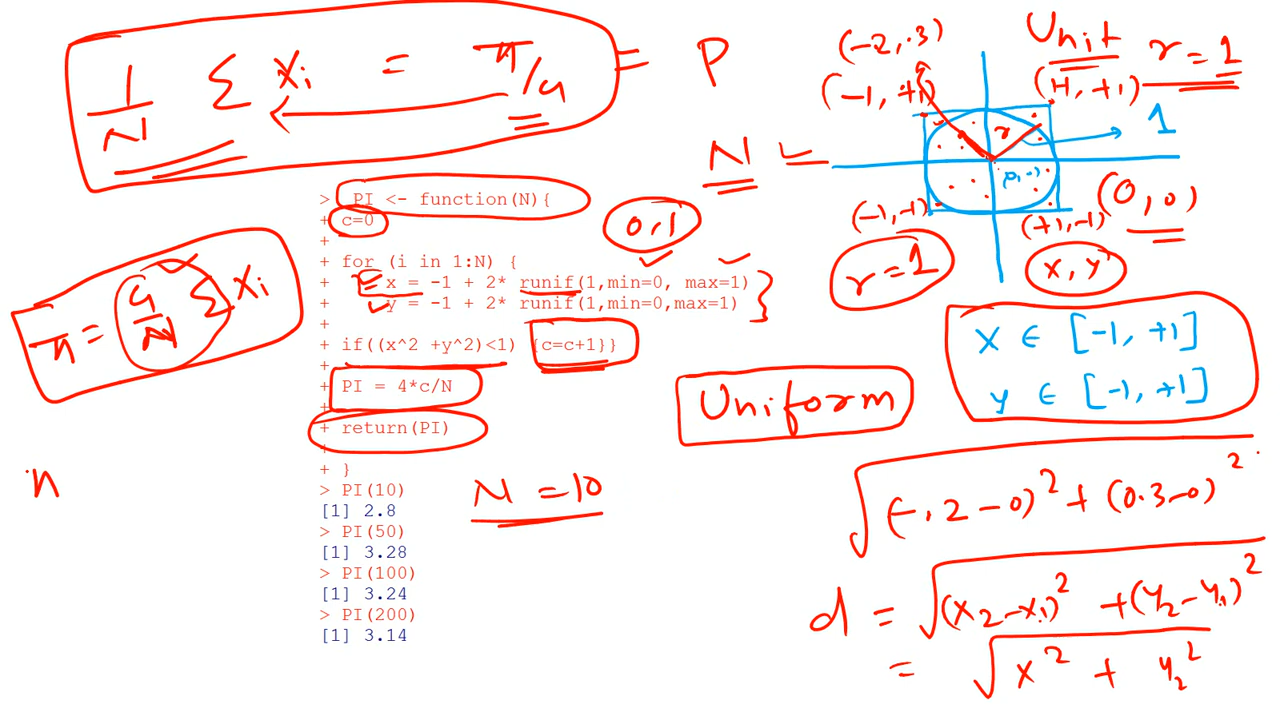 1/N Σ Xi = π/4 = P
(-2, .3)
Unit r = 1
(-1, +1)
(+1, +1)
1
r
N
(0, 0)
(-1, -1)
(+1, -1)
r = 1
x, y
> PI <- function(N){
+ c=0
0,1
+
+ for (i in 1:N) {
+ x = -1 + 2* runif(1,min=0, max=1)
+ y = -1 + 2* runif(1,min=0,max=1)
+
+ if((x^2 +y^2)<1) {c=c+1}}
+
+ PI = 4*c/N
+
+ return(PI)
+
+ }
> PI(10)
[1] 2.8
> PI(50)
[1] 3.28
> PI(100)
[1] 3.24
> PI(200)
[1] 3.14
π = 4/N Σ Xi
n
N = 10
Uniform
x ∈ [-1, +1]
y ∈ [-1, +1]
√(-.2-0)² + (0.3-0)²
d = √(x2-x1)² + (y2-y1)²
= √x² + y2²